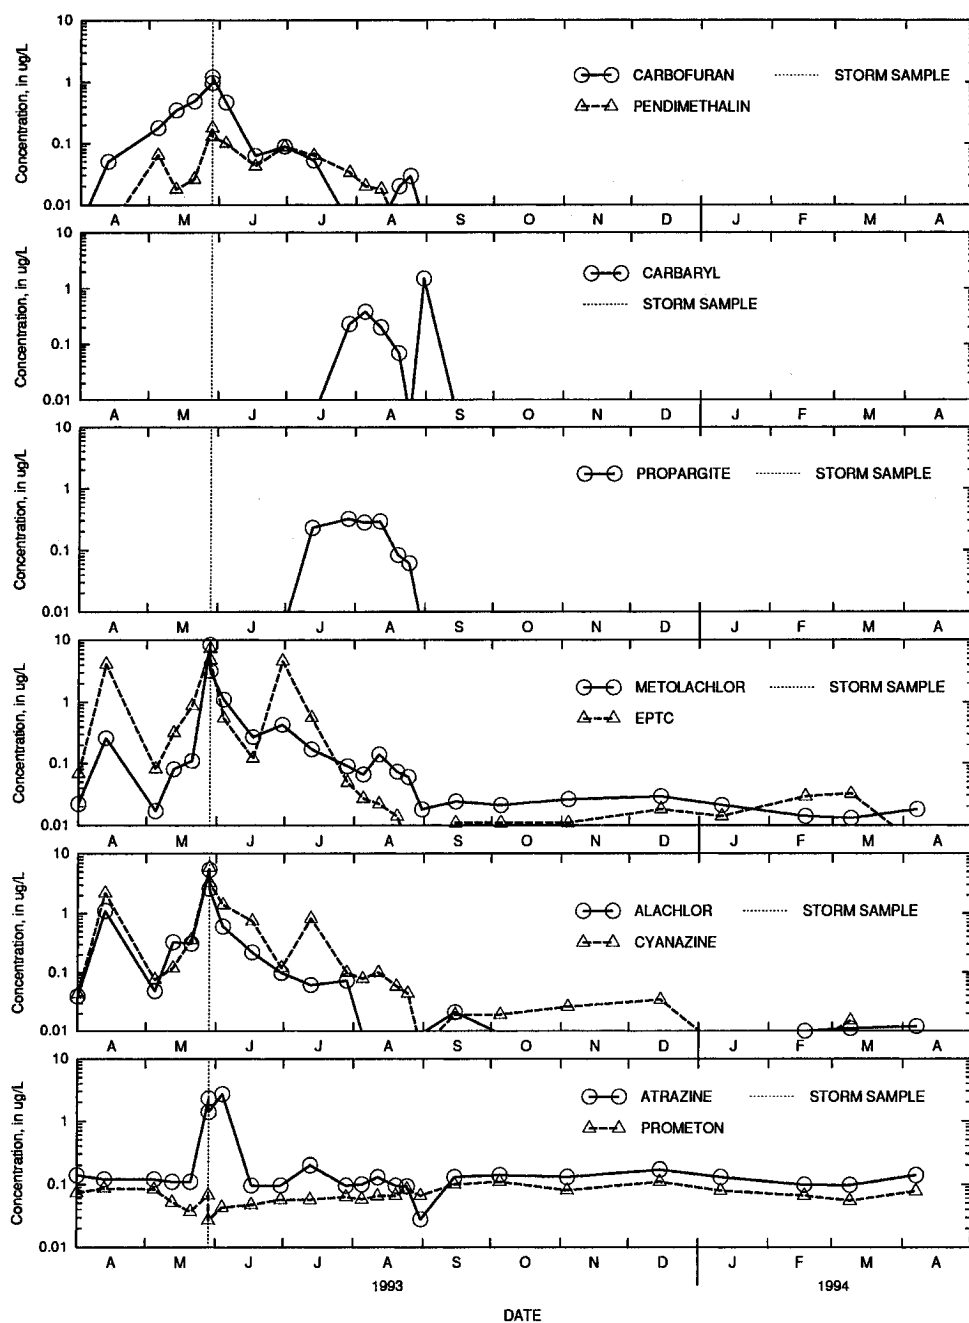 Concentration, in ug/L
10
1
0.1
0.01
CARBOFURAN STORM SAMPLE
PENDIMETHALIN
A M J J A S O N D J F M A
Concentration, in ug/L
10
1
0.1
0.01
CARBARYL
STORM SAMPLE
A M J J A S O N D J F M A
Concentration, in ug/L
10
1
0.1
0.01
PROPARGITE STORM SAMPLE
A M J J A S O N D J F M A
Concentration, in ug/L
10
1
0.1
0.01
METOLACHLOR STORM SAMPLE
EPTC
A M J J A S O N D J F M A
Concentration, in ug/L
10
1
0.1
0.01
ALACHLOR STORM SAMPLE
CYANAZINE
A M J J A S O N D J F M A
Concentration, in ug/L
10
1
0.1
0.01
ATRAZINE STORM SAMPLE
PROMETON
A M J J A S O N D J F M A
1993 1994
DATE